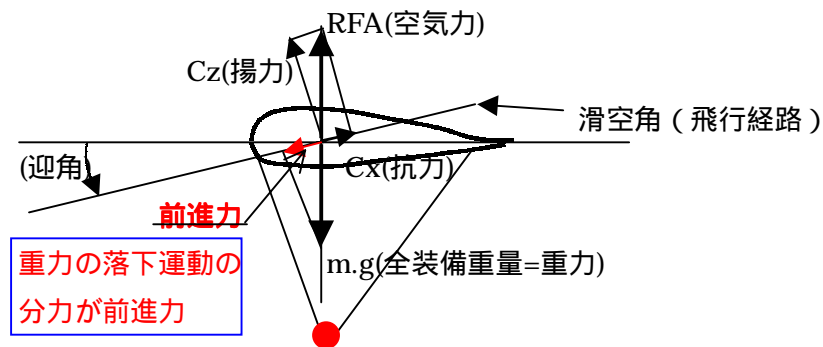 RFA(空気力)
Cz(揚力)
滑空角（飛行経路）
(迎角)
Cx(抗力)
前進力
m.g(全装備重量=重力)
重力の落下運動の
分力が前進力